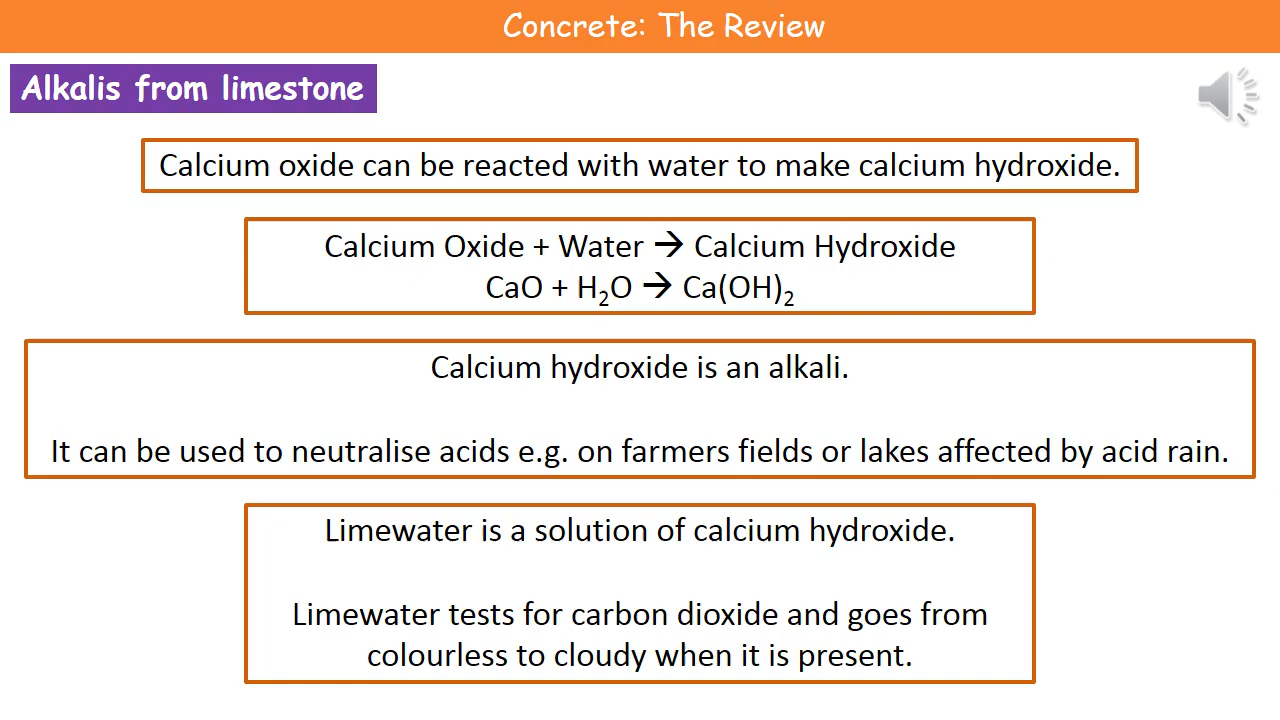 Concrete: The Review
Alkalis from limestone
Calcium oxide can be reacted with water to make calcium hydroxide.
Calcium Oxide + Water → Calcium Hydroxide
CaO + H₂O → Ca(OH)₂
Calcium hydroxide is an alkali.
It can be used to neutralise acids e.g. on farmers fields or lakes affected by acid rain.
Limewater is a solution of calcium hydroxide.
Limewater tests for carbon dioxide and goes from
colourless to cloudy when it is present.